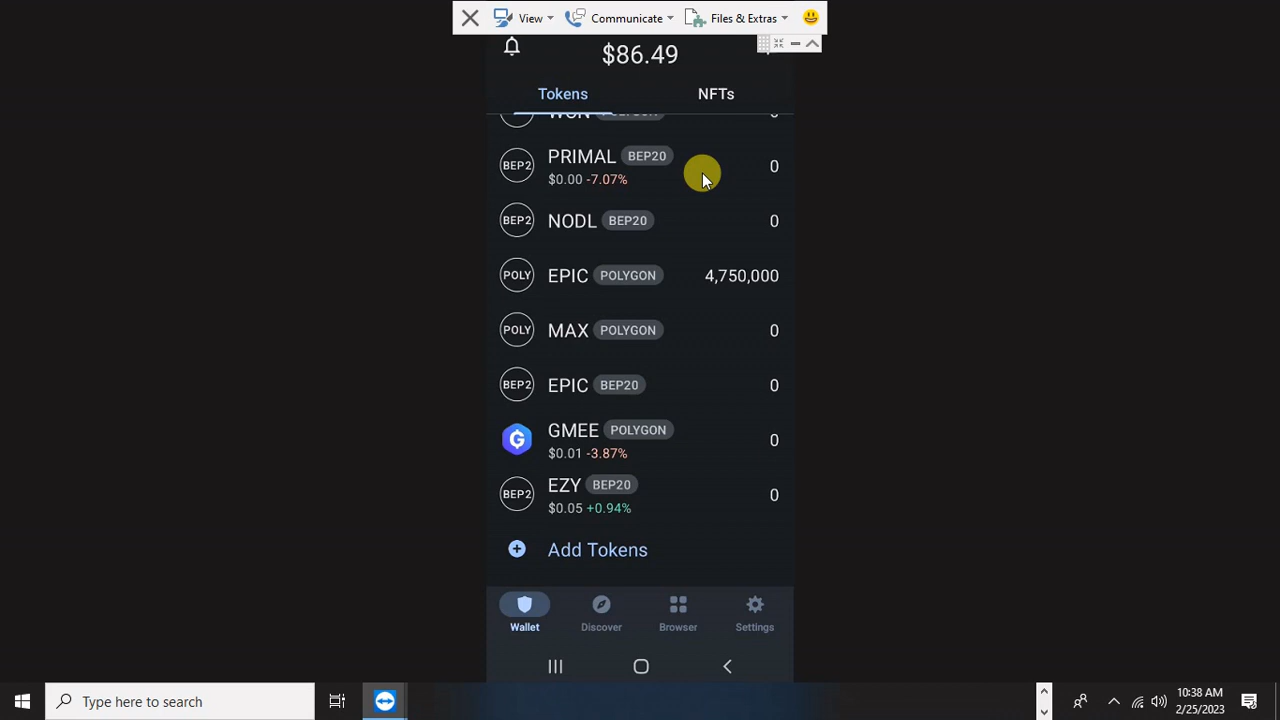 View Communicate Files & Extras
$86.49
Tokens NFTs
PRIMAL BEP20 0
BEP2
$0.00 -7.07%
BEP2 NODL BEP20 0
POLY EPIC POLYGON 4,750,000
POLY MAX POLYGON 0
BEP2 EPIC BEP20 0
GMEE POLYGON 0
$0.01 -3.87%
EZY BEP20 0
BEP2
$0.05 +0.94%
Add Tokens
Wallet Discover Browser Settings
Type here to search
10:38 AM
2/25/2023